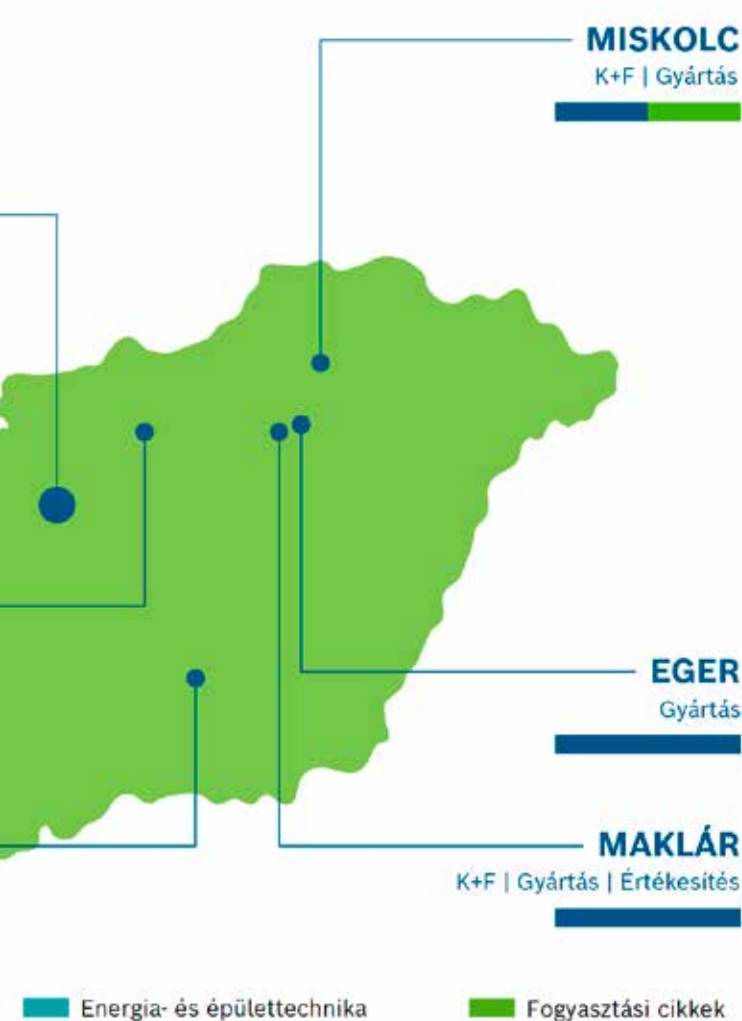 MISKOLC
K+F | Gyártás
EGER
Gyártás
MAKLÁR
K+F | Gyártás | Értékesítés
Energia- és épülettechnika
Fogyasztási cikkek